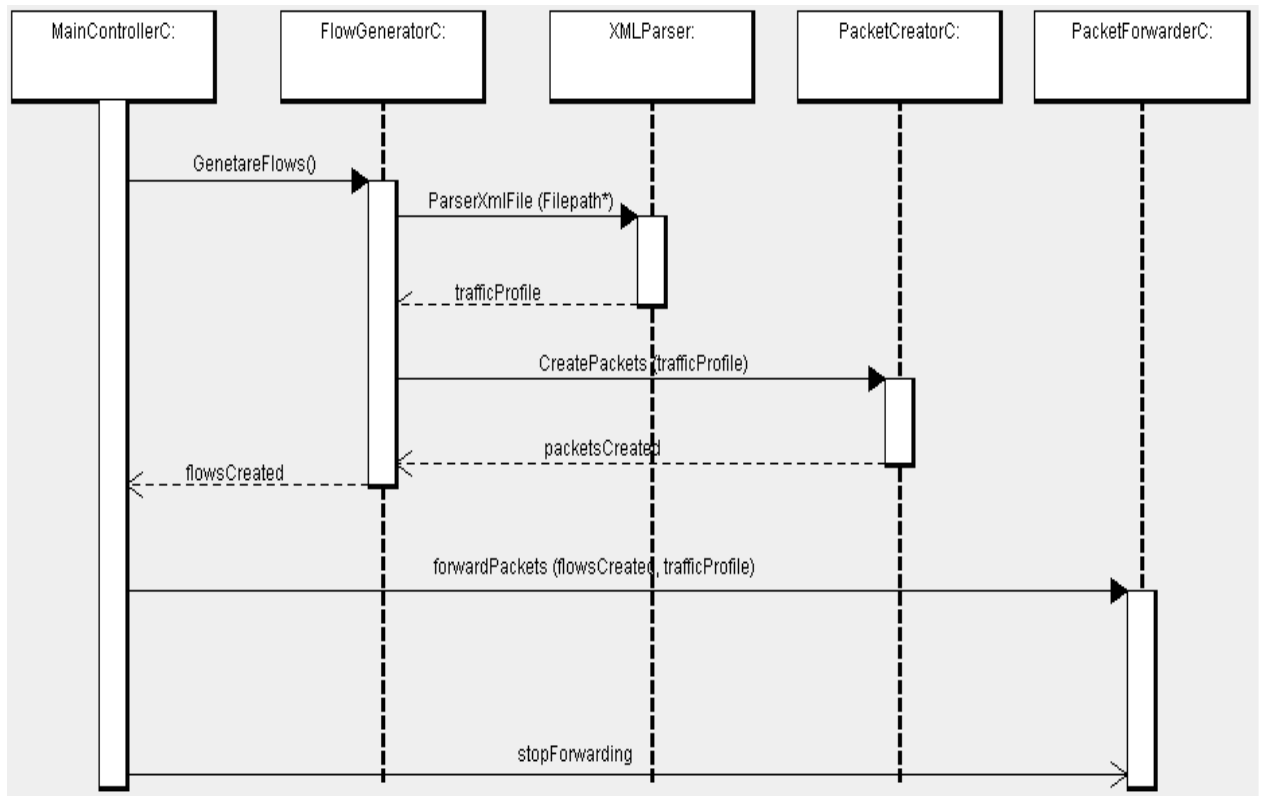 MainControllerC:
FlowGeneratorC:
XMLParser:
PacketCreatorC:
PacketForwarderC:
GenetareFlows()
ParserXmlFile (Filepath*)
trafficProfile
CreatePackets (trafficProfile)
packetsCreated
flowsCreated
forwardPackets (flowsCreated, trafficProfile)
stopForwarding